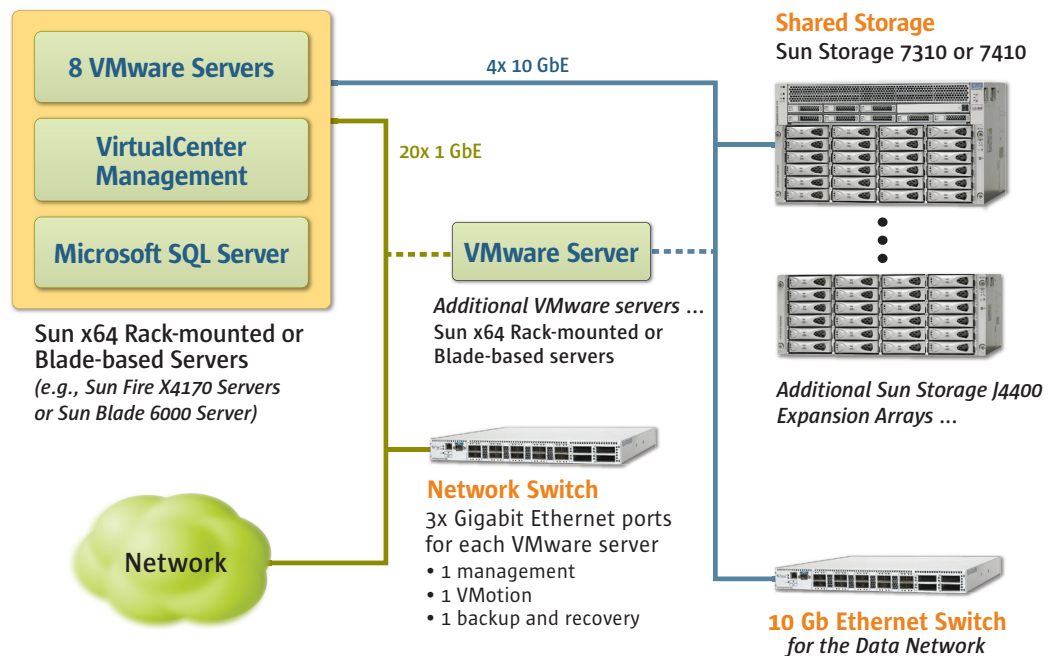 8 VMware Servers
VirtualCenter
Management
Microsoft SQL Server
Sun x64 Rack-mounted or
Blade-based Servers
(e.g., Sun Fire X4170 Servers
or Sun Blade 6000 Server)
4x 10 GbE
20x 1 GbE
Shared Storage
Sun Storage 7310 or 7410
VMware Server
Additional VMware servers ...
Sun x64 Rack-mounted or
Blade-based servers
Additional Sun Storage J4400
Expansion Arrays ...
Network Switch
3x Gigabit Ethernet ports
for each VMware server
• 1 management
• 1 VMotion
• 1 backup and recovery
Network
10 Gb Ethernet Switch
for the Data Network